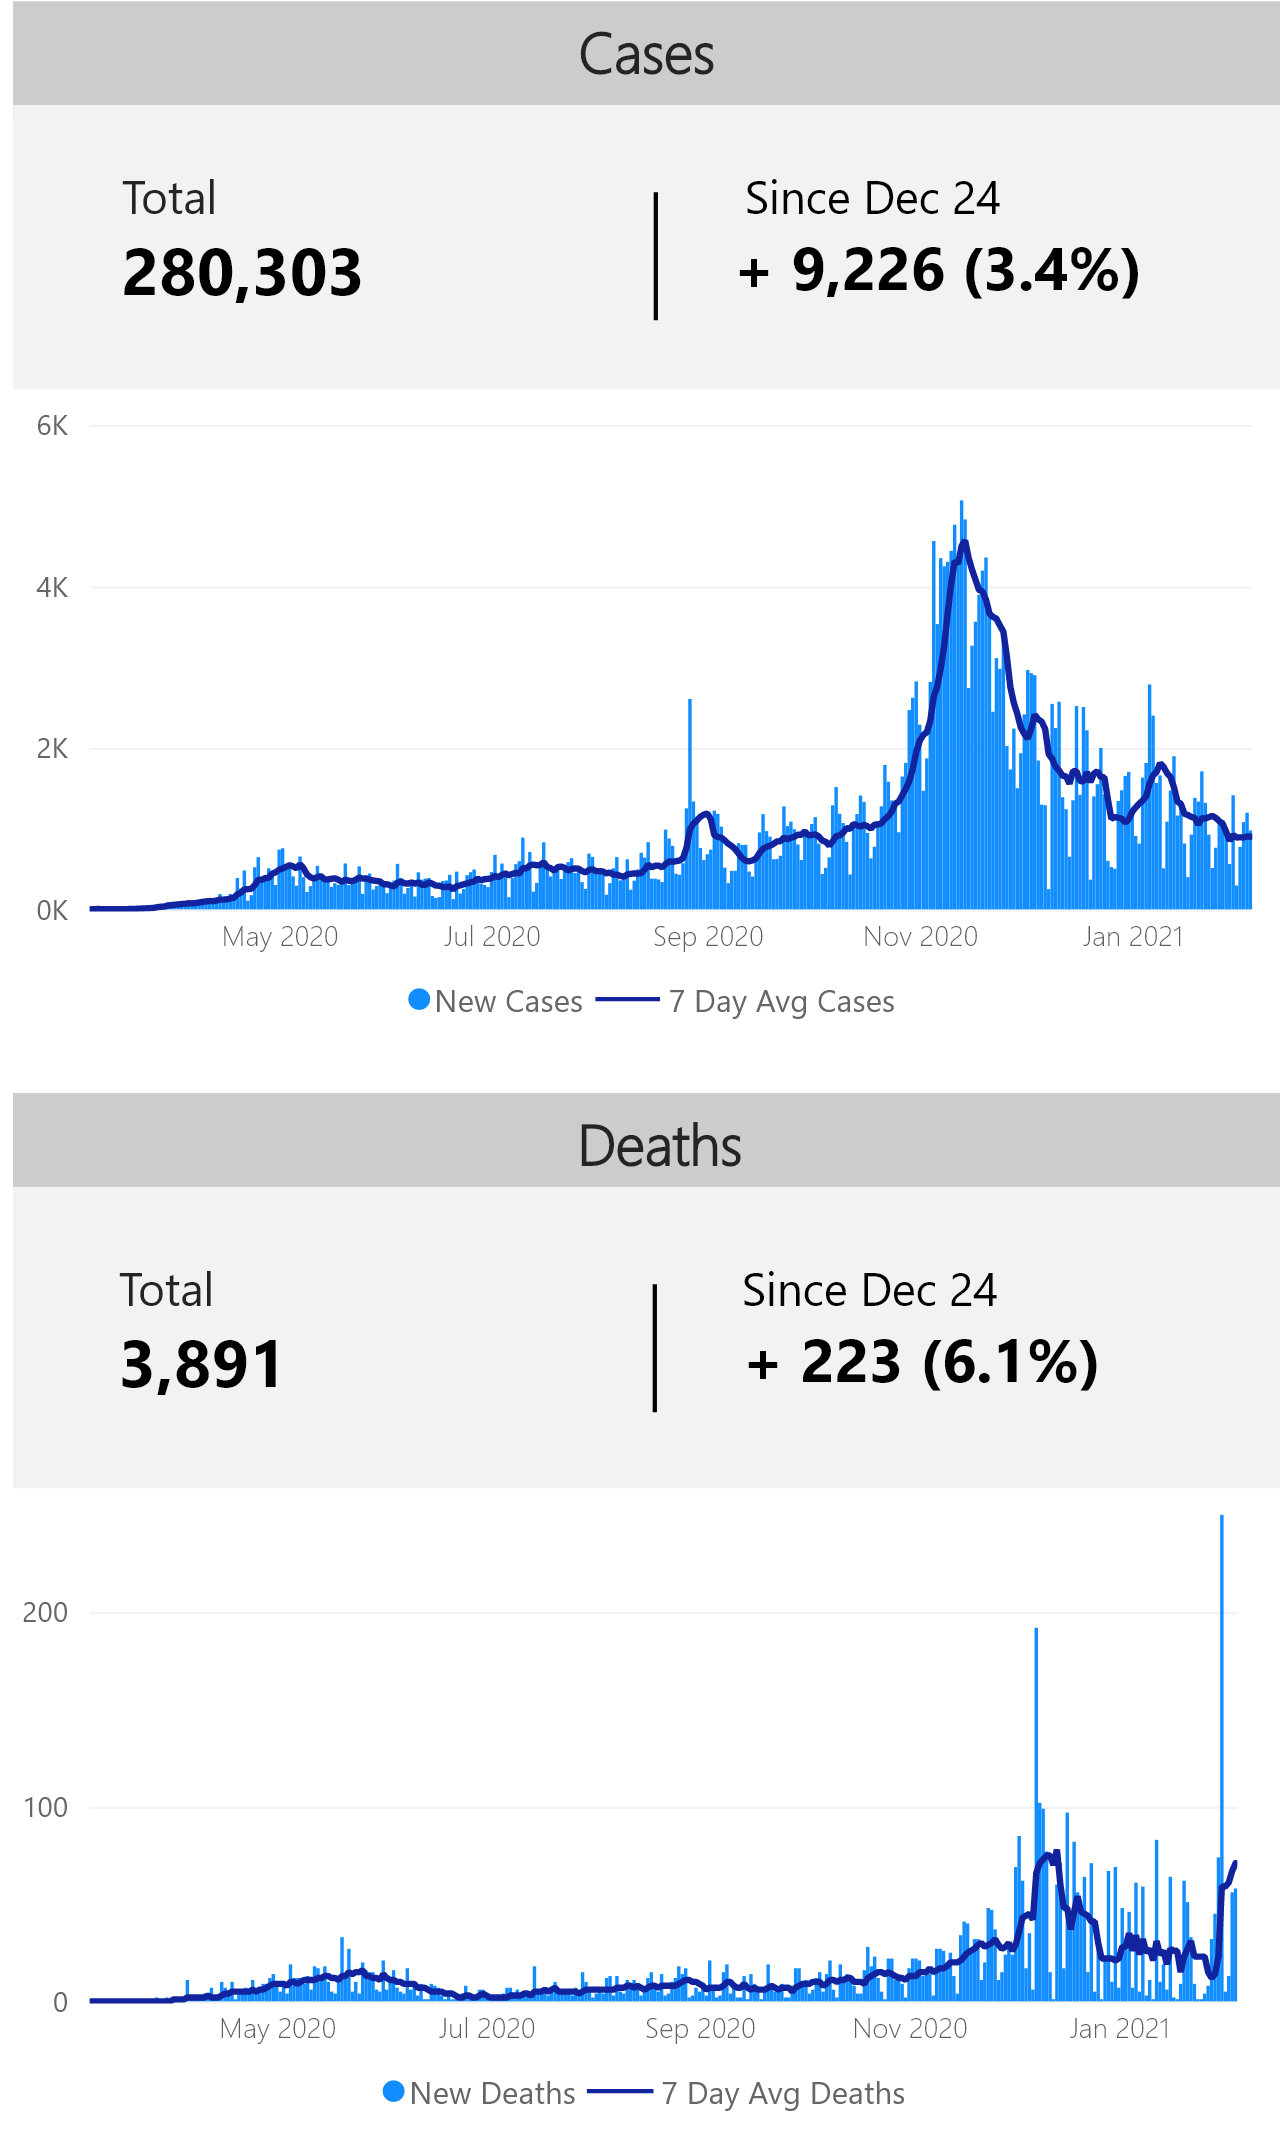 Cases
Total
Since Dec 24
280,303
+ 9,226 (3.4%)
6K
4K
2K
0K
May 2020
Jul 2020
Sep 2020
Nov 2020
Jan 2021
New Cases
7 Day Avg Cases
Deaths
Total
Since Dec 24
3,891
+ 223 (6.1%)
200
100
0
May 2020
Jul 2020
Sep 2020
Nov 2020
Jan 2021
New Deaths
7 Day Avg Deaths